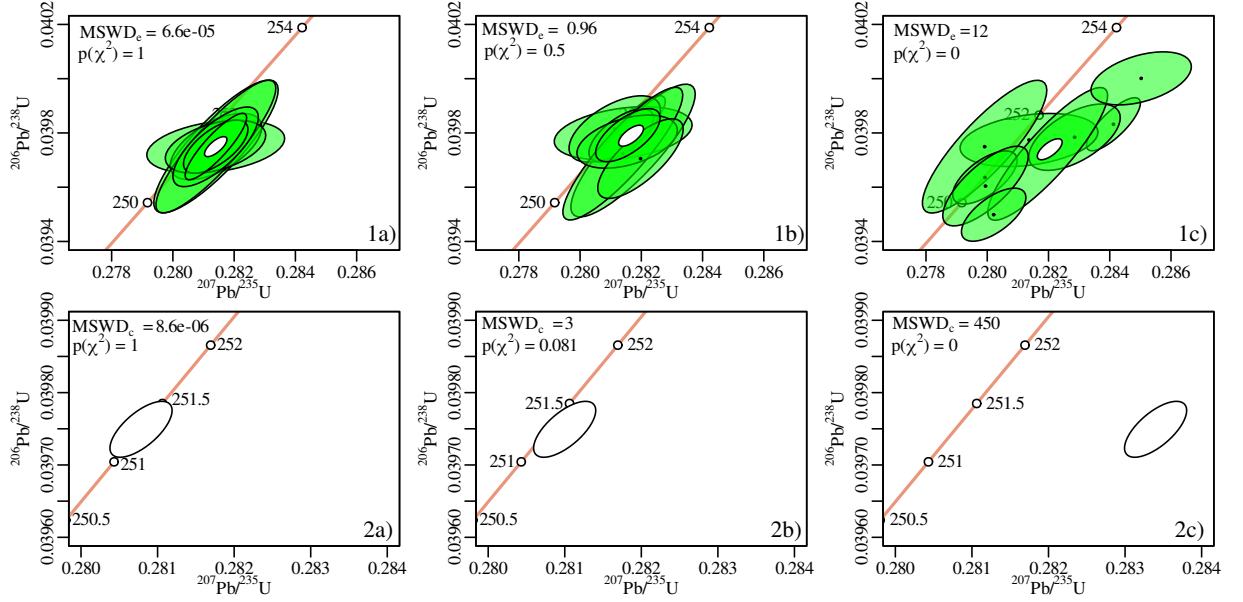 MSWDₑ = 6.6e-05
p(χ²) = 1
254
250
1a)
0.0402
0.0398
0.0394
²⁰⁶Pb/²³⁸U
0.278 0.280 0.282 0.284 0.286
²⁰⁷Pb/²³⁵U
MSWDₑ = 0.96
p(χ²) = 0.5
254
250
1b)
0.0402
0.0398
0.0394
²⁰⁶Pb/²³⁸U
0.278 0.280 0.282 0.284 0.286
²⁰⁷Pb/²³⁵U
MSWDₑ =12
p(χ²) = 0
254
252
250
1c)
0.0402
0.0398
0.0394
²⁰⁶Pb/²³⁸U
0.278 0.280 0.282 0.284 0.286
²⁰⁷Pb/²³⁵U
MSWD_c = 8.6e-06
p(χ²) = 1
252
251.5
251
250.5
2a)
0.03990
0.03980
0.03970
0.03960
²⁰⁶Pb/²³⁸U
0.280 0.281 0.282 0.283 0.284
²⁰⁷Pb/²³⁵U
MSWD_c = 3
p(χ²) = 0.081
252
251.5
251
250.5
2b)
0.03990
0.03980
0.03970
0.03960
²⁰⁶Pb/²³⁸U
0.280 0.281 0.282 0.283 0.284
²⁰⁷Pb/²³⁵U
MSWD_c = 450
p(χ²) = 0
252
251.5
251
250.5
2c)
0.03990
0.03980
0.03970
0.03960
²⁰⁶Pb/²³⁸U
0.280 0.281 0.282 0.283 0.284
²⁰⁷Pb/²³⁵U